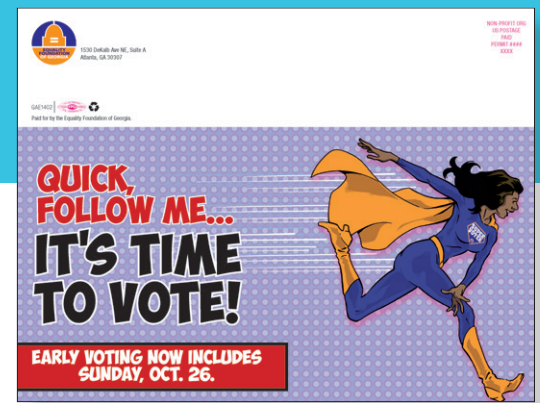 EQUALITY
FOUNDATION
OF GEORGIA
1530 DeKalb Ave NE, Suite A
Atlanta, GA 30307
NON-PROFIT ORG
US POSTAGE
PAID
PERMIT ####
XXXX
GAE1402
Paid for by the Equality Foundation of Georgia.
QUICK,
FOLLOW ME...
IT'S TIME
TO VOTE!
EARLY VOTING NOW INCLUDES
SUNDAY, OCT. 26.